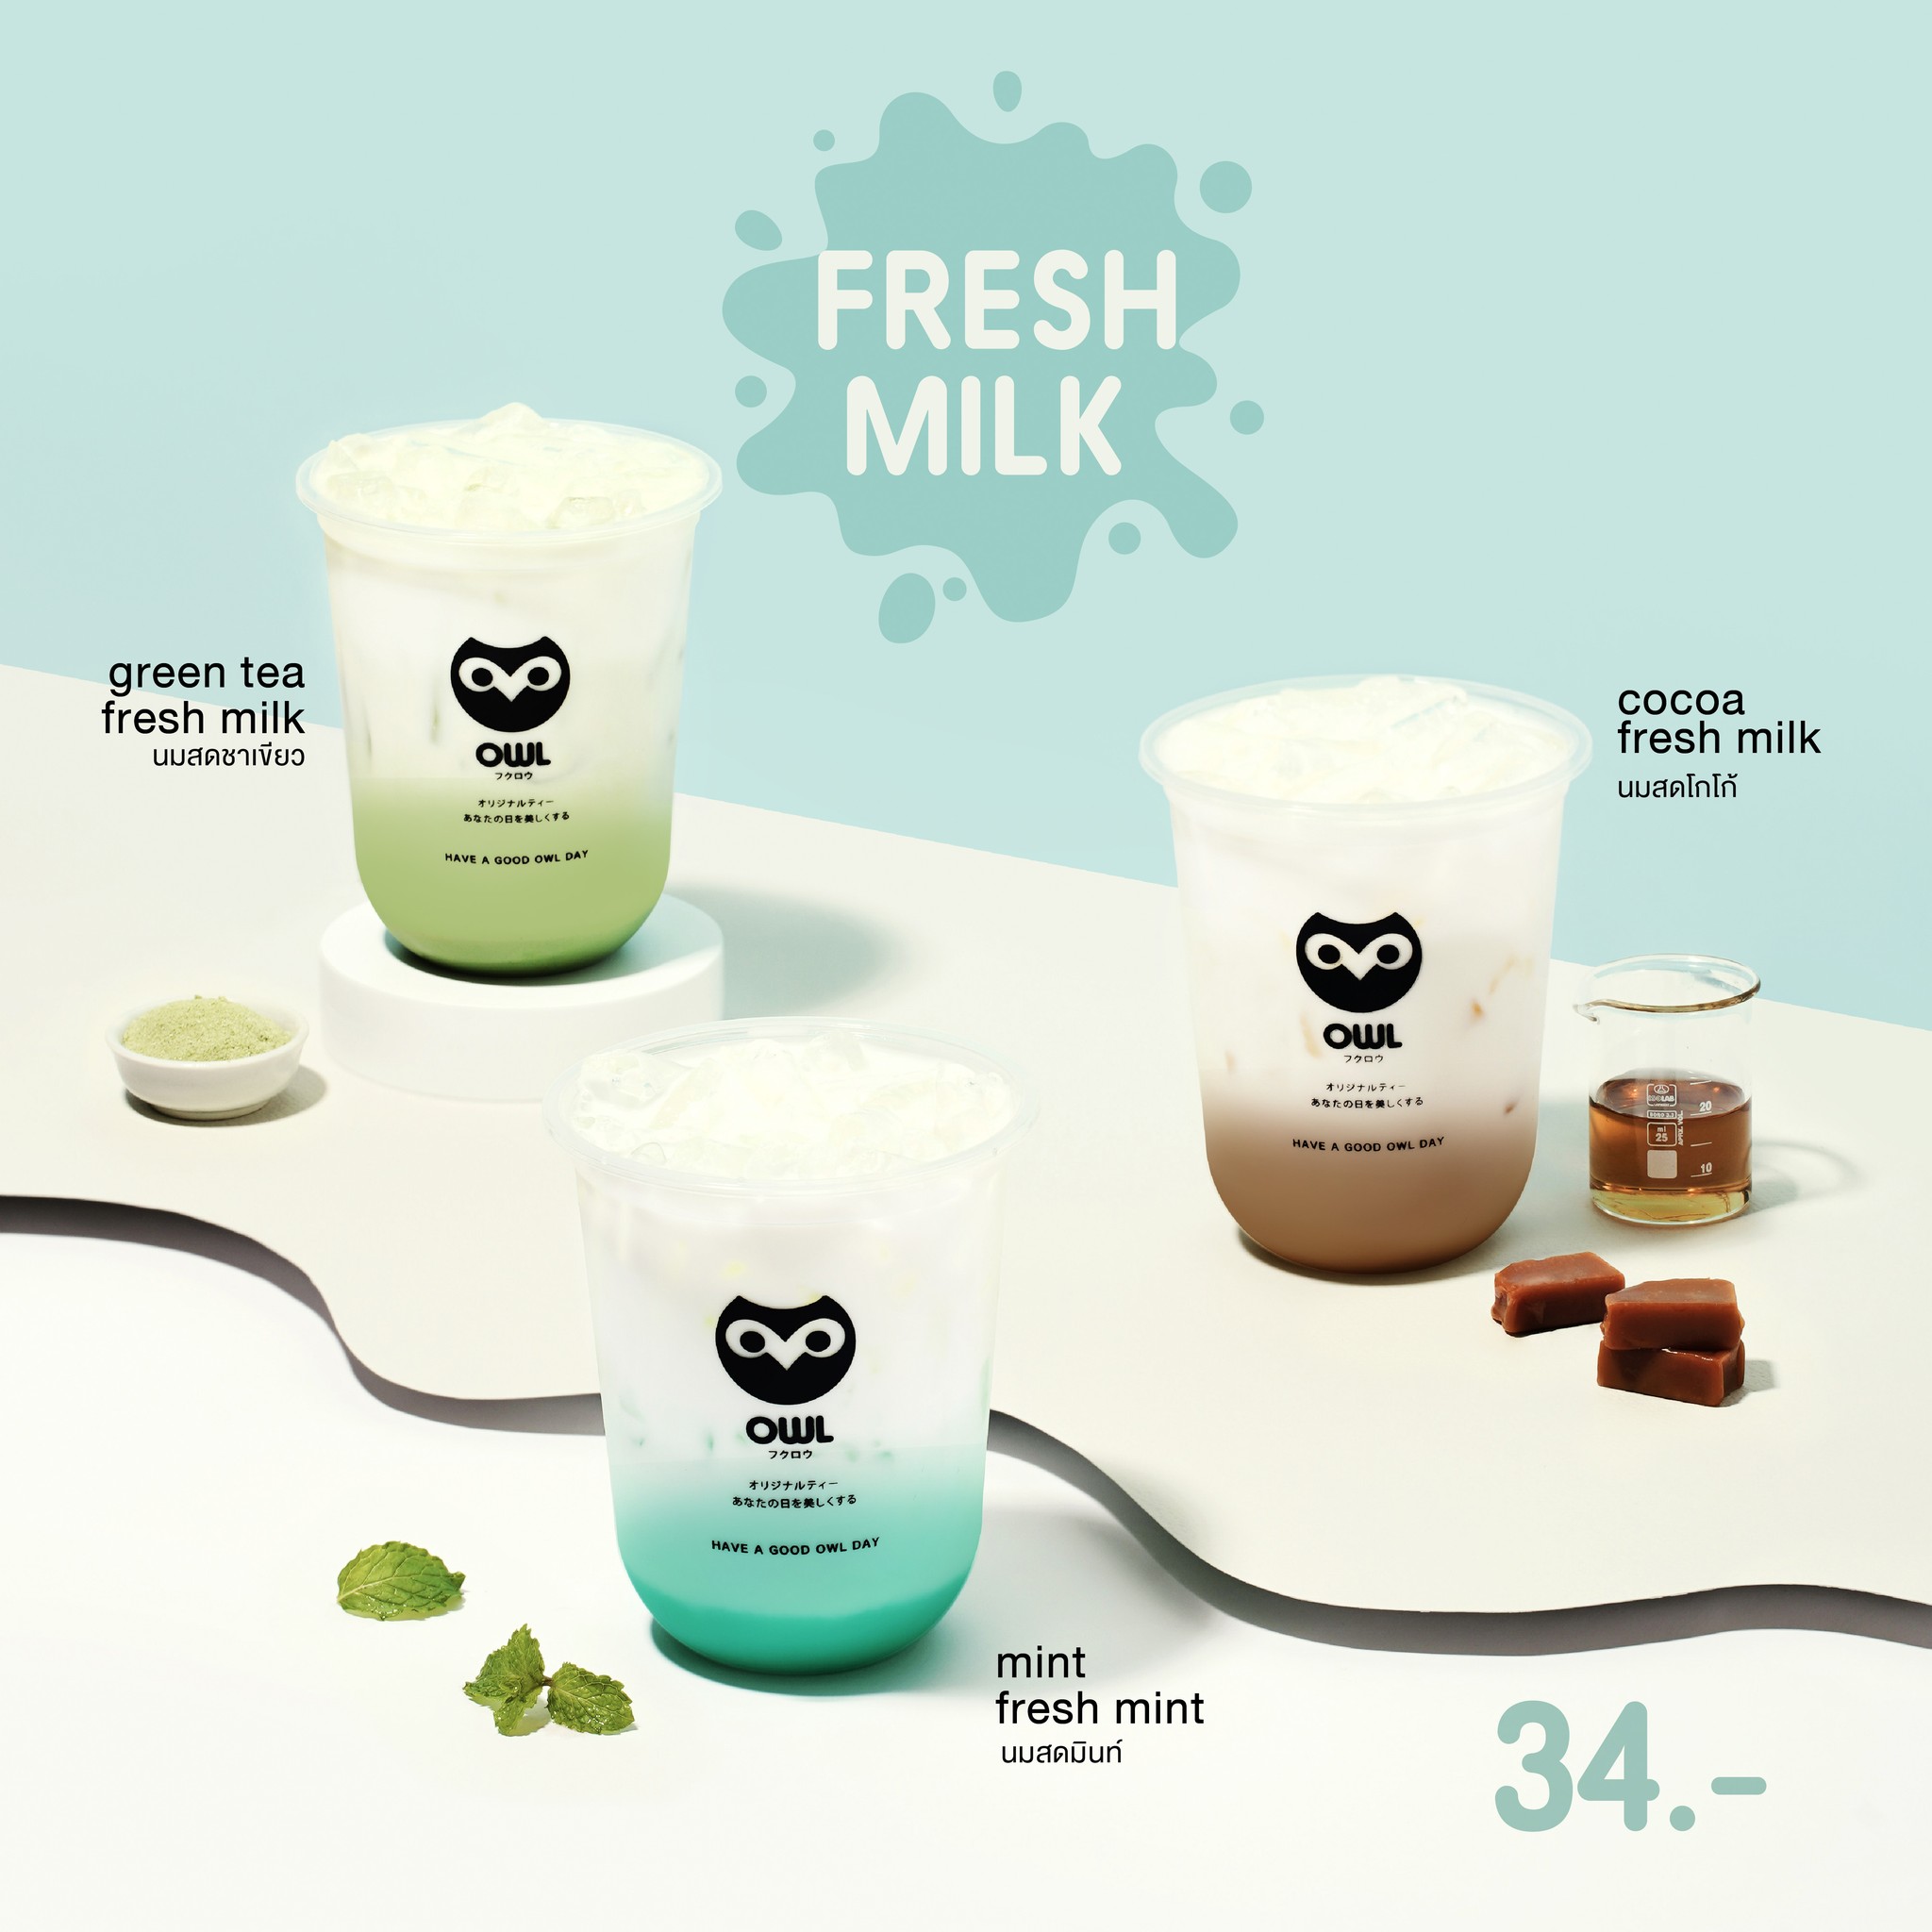 FRESH
MILK
green tea
fresh milk
นมสดชาเขียว
OWL
フクロウ
オリジナルティー
あなたの日を美しくする
HAVE A GOOD OWL DAY
cocoa
fresh milk
นมสดโกโก้
OWL
フクロウ
オリジナルティー
あなたの日を美しくする
HAVE A GOOD OWL DAY
20
ml
25
10
OWL
フクロウ
オリジナルティー
あなたの日を美しくする
HAVE A GOOD OWL DAY
mint
fresh mint
นมสดมินท์
34.-